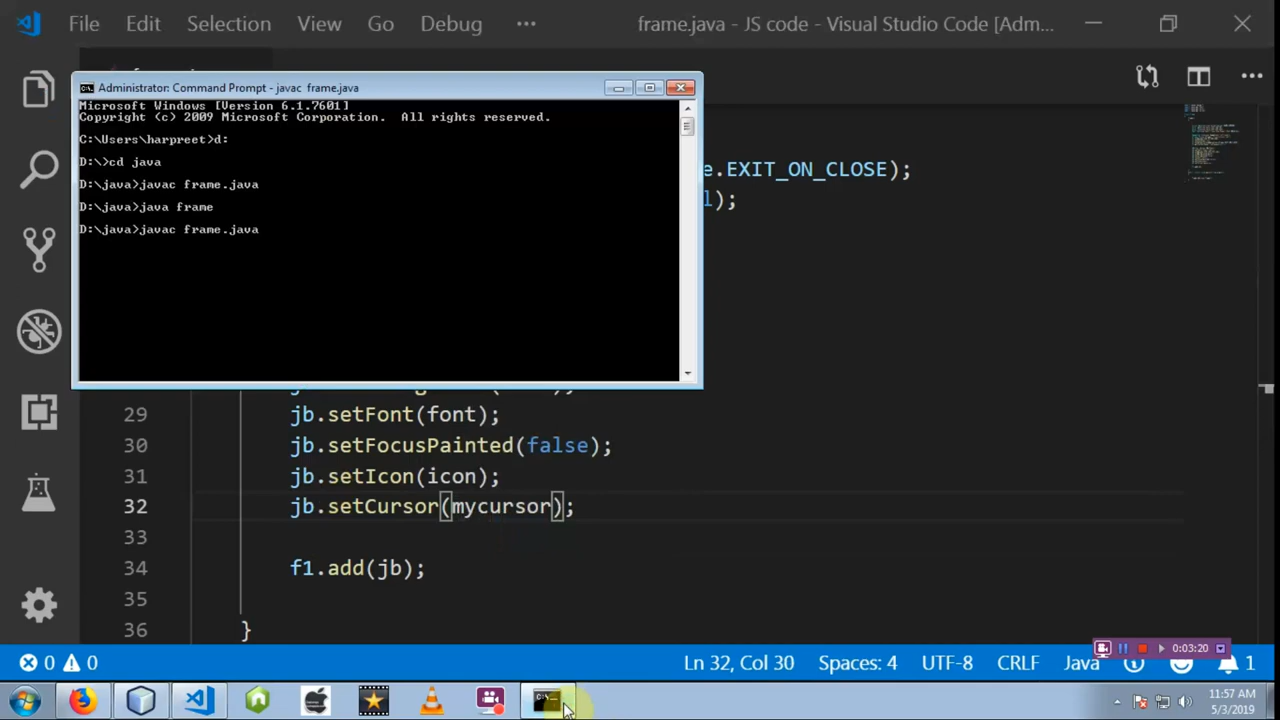 File Edit Selection View Go Debug ··· frame.java - JS code - Visual Studio Code [Adm...
Administrator: Command Prompt - javac frame.java
Microsoft Windows [Version 6.1.7601]
Copyright (c) 2009 Microsoft Corporation. All rights reserved.
C:\Users\harpreet>d:
D:\>cd java
D:\java>javac frame.java
D:\java>java frame
D:\java>javac frame.java
e.EXIT_ON_CLOSE);
l);
29 jb.setFont(font);
30 jb.setFocusPainted(false);
31 jb.setIcon(icon);
32 jb.setCursor(mycursor);
33
34 f1.add(jb);
35
36 }
00:03:20
0 0 Ln 32, Col 30 Spaces: 4 UTF-8 CRLF Java 1
11:57 AM
5/3/2019